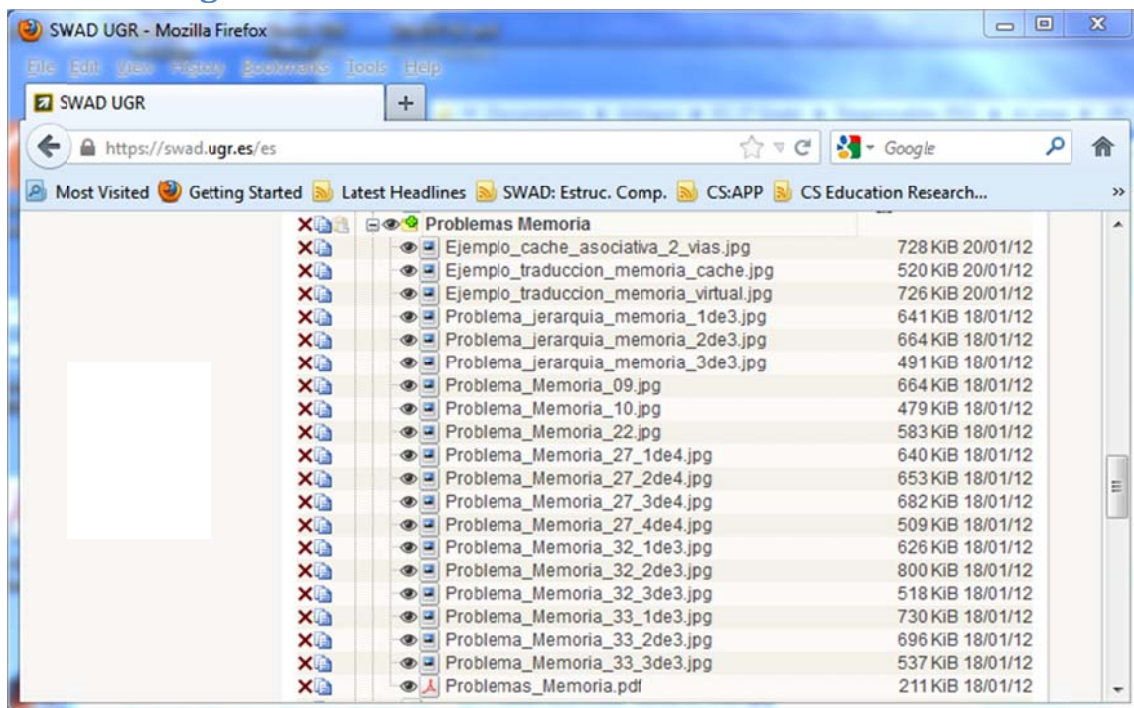 SWAD UGR - Mozilla Firefox
File Edit View History Bookmarks Tools Help
SWAD UGR
https://swad.ugr.es/es
Google
Most Visited Getting Started Latest Headlines SWAD: Estruc. Comp. CS:APP CS Education Research... »
Problemas Memoria
Ejemplo_cache_asociativa_2_vias.jpg 728 KiB 20/01/12
Ejemplo_traduccion_memoria_cache.jpg 520 KiB 20/01/12
Ejemplo_traduccion_memoria_virtual.jpg 726 KiB 20/01/12
Problema_jerarquia_memoria_1de3.jpg 641 KiB 18/01/12
Problema_jerarquia_memoria_2de3.jpg 664 KiB 18/01/12
Problema_jerarquia_memoria_3de3.jpg 491 KiB 18/01/12
Problema_Memoria_09.jpg 664 KiB 18/01/12
Problema_Memoria_10.jpg 479 KiB 18/01/12
Problema_Memoria_22.jpg 583 KiB 18/01/12
Problema_Memoria_27_1de4.jpg 640 KiB 18/01/12
Problema_Memoria_27_2de4.jpg 653 KiB 18/01/12
Problema_Memoria_27_3de4.jpg 682 KiB 18/01/12
Problema_Memoria_27_4de4.jpg 509 KiB 18/01/12
Problema_Memoria_32_1de3.jpg 626 KiB 18/01/12
Problema_Memoria_32_2de3.jpg 800 KiB 18/01/12
Problema_Memoria_32_3de3.jpg 518 KiB 18/01/12
Problema_Memoria_33_1de3.jpg 730 KiB 18/01/12
Problema_Memoria_33_2de3.jpg 696 KiB 18/01/12
Problema_Memoria_33_3de3.jpg 537 KiB 18/01/12
Problemas_Memoria.pdf 211 KiB 18/01/12